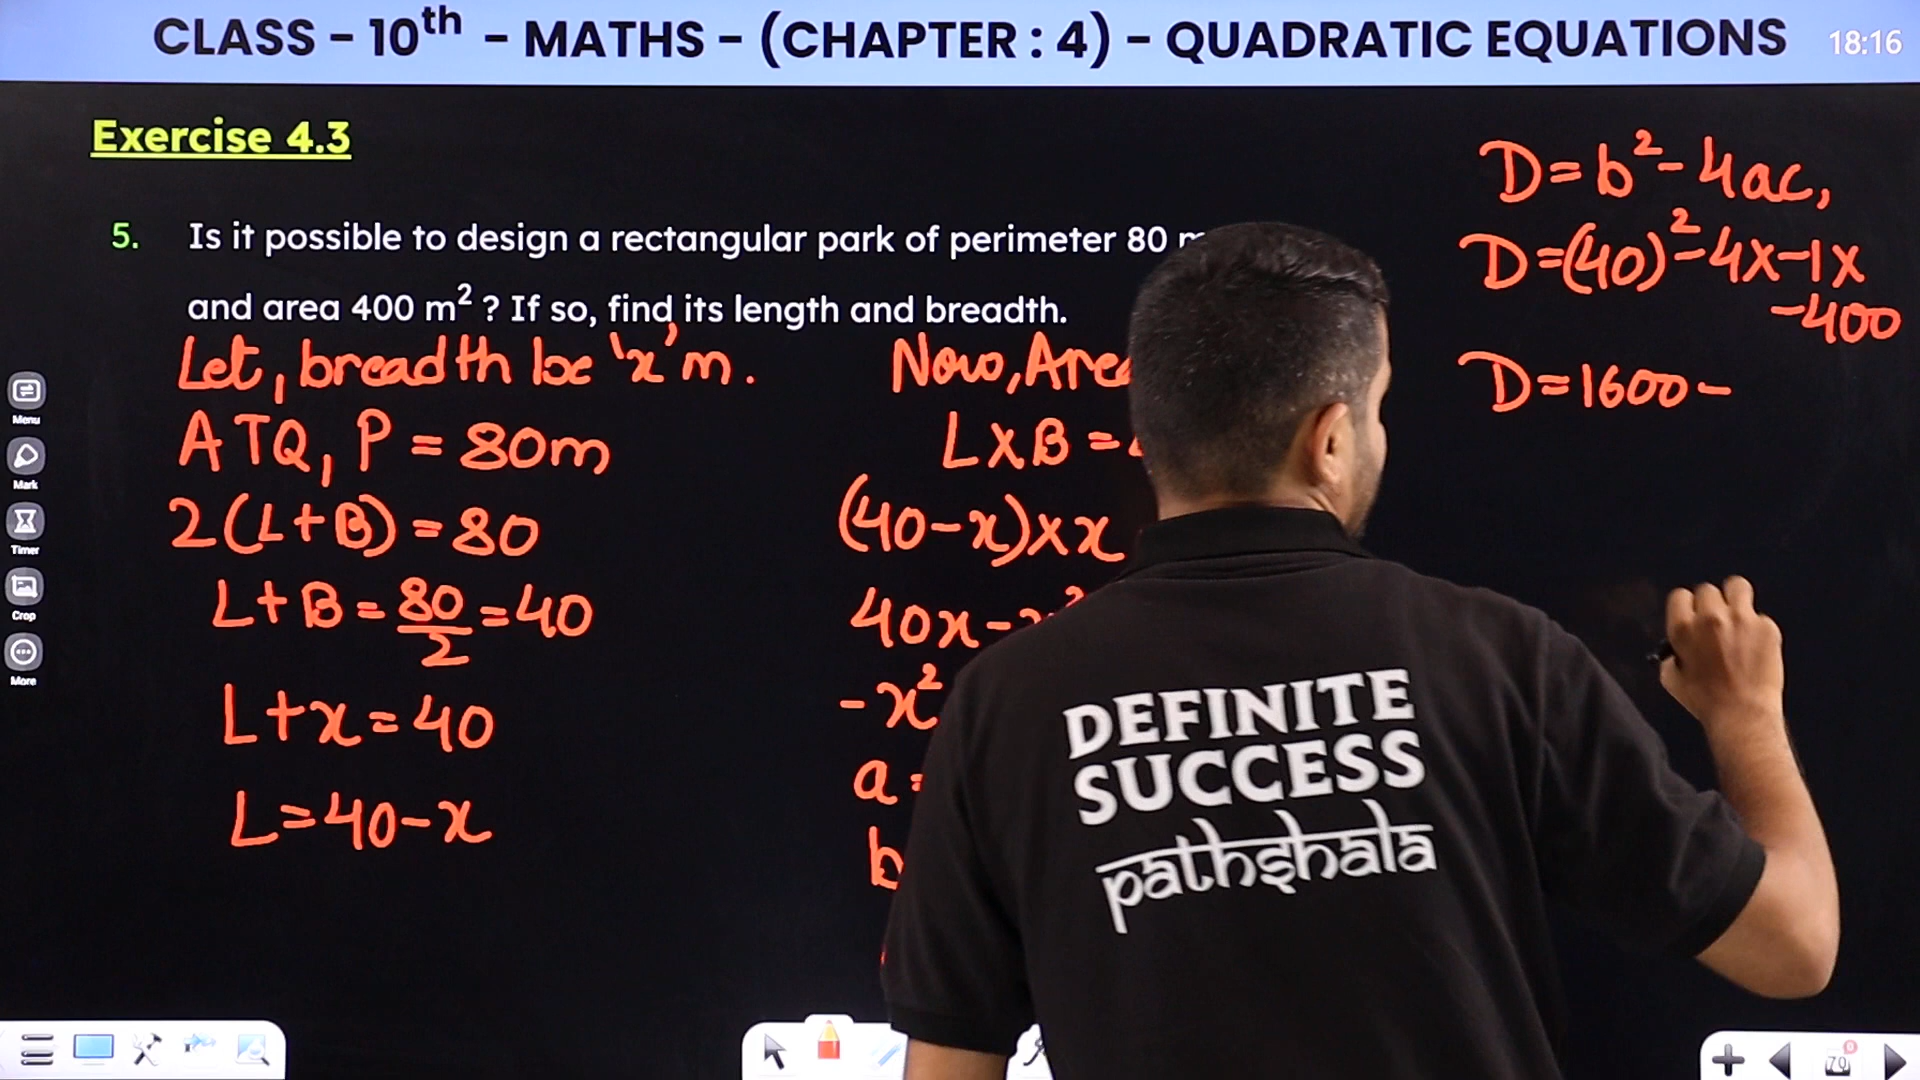 CLASS - 10th - MATHS - (CHAPTER : 4) - QUADRATIC EQUATIONS
18:16
Exercise 4.3
5. Is it possible to design a rectangular park of perimeter 80
and area 400 m² ? If so, find its length and breadth.
Let, breadth be 'x' m.
ATQ, P = 80m
2(L+B) = 80
L+B = 80/2 = 40
L+x = 40
L = 40-x
Now, Area
L×B =
(40-x)×x
40x-x²
-x²
a =
b
D = b²-4ac,
D = (40)²-4x-1x
-400
D = 1600-
Menu
Mark
Timer
Crop
More
DEFINITE
SUCCESS
pathshala
70